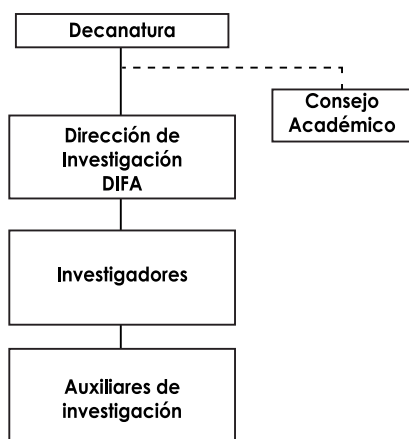 Decanatura
Consejo
Académico
Dirección de
Investigación
DIFA
Investigadores
Auxiliares de
investigación